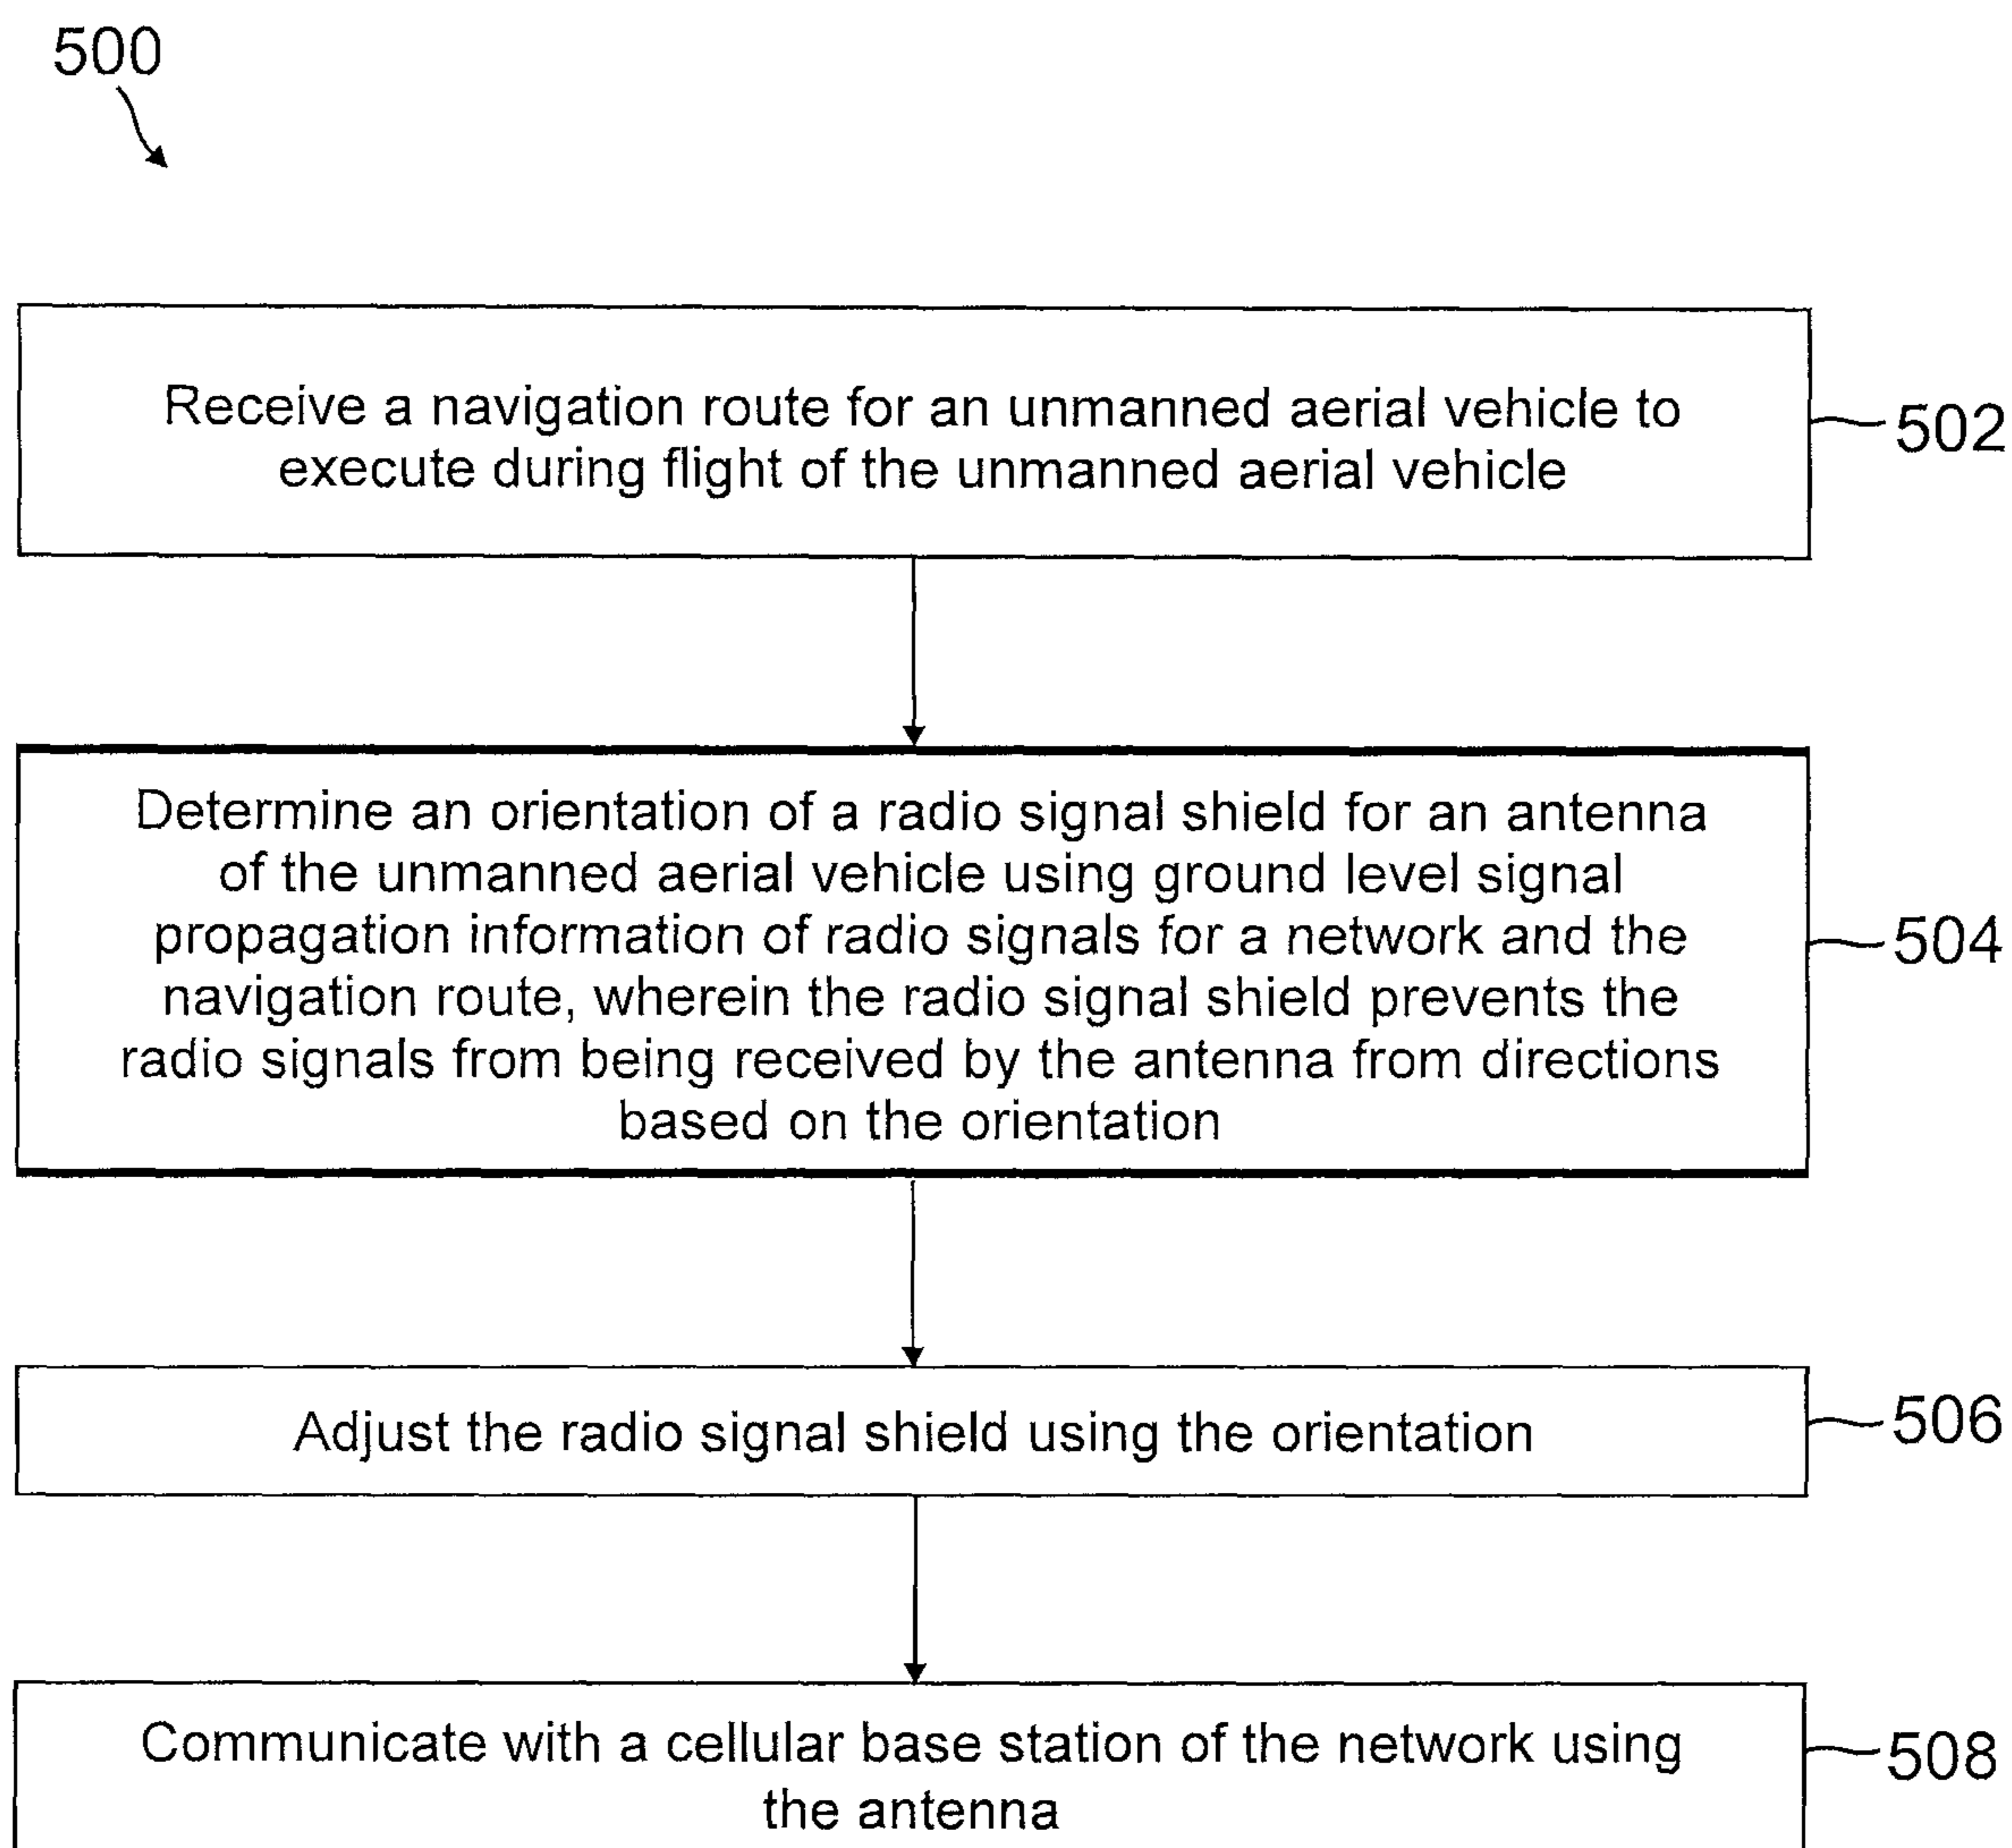 500
Receive a navigation route for an unmanned aerial vehicle to
execute during flight of the unmanned aerial vehicle
502
Determine an orientation of a radio signal shield for an antenna
of the unmanned aerial vehicle using ground level signal
propagation information of radio signals for a network and the
navigation route, wherein the radio signal shield prevents the
radio signals from being received by the antenna from directions
based on the orientation
504
Adjust the radio signal shield using the orientation
506
Communicate with a cellular base station of the network using
the antenna
508